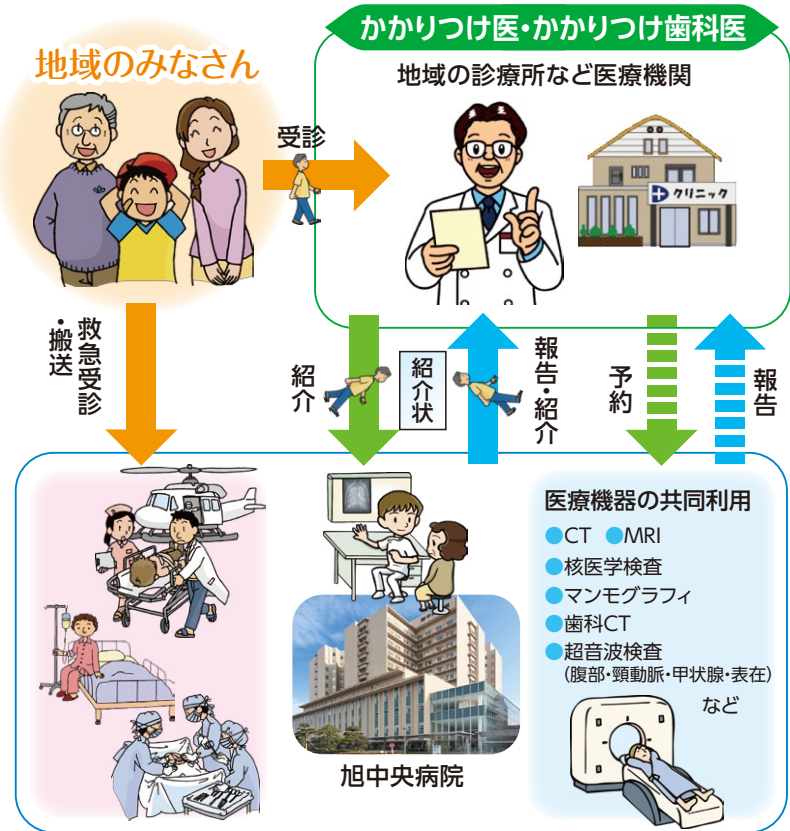 かかりつけ医・かかりつけ歯科医
地域のみなさん
地域の診療所など医療機関
受診
クリニック
救急受診
・搬送
紹介
紹介状
報告・紹介
予約
報告
医療機器の共同利用
●CT ●MRI
●核医学検査
●マンモグラフィ
●歯科CT
●超音波検査
(腹部・頸動脈・甲状腺・表在)
など
旭中央病院